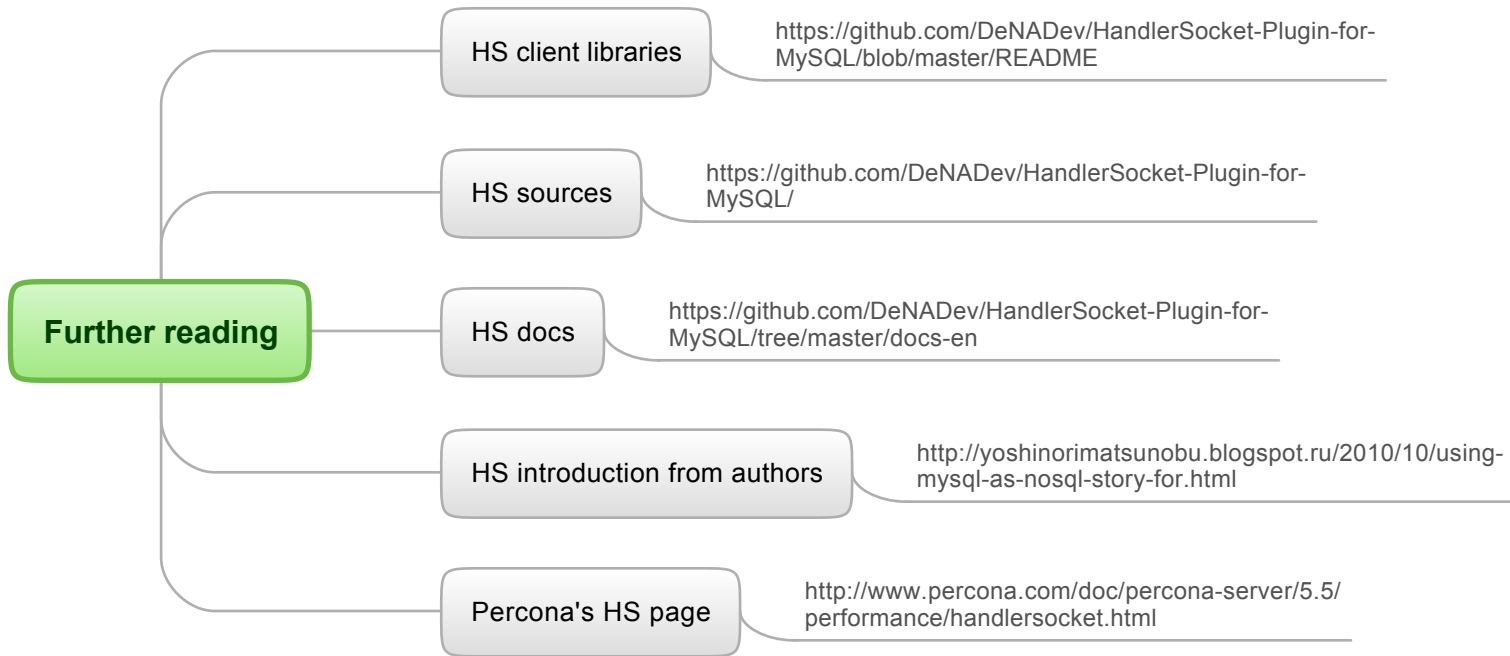 HS client libraries
https://github.com/DeNADev/HandlerSocket-Plugin-for-
MySQL/blob/master/README
HS sources
https://github.com/DeNADev/HandlerSocket-Plugin-for-
MySQL/
Further reading
HS docs
https://github.com/DeNADev/HandlerSocket-Plugin-for-
MySQL/tree/master/docs-en
HS introduction from authors
http://yoshinorimatsunobu.blogspot.ru/2010/10/using-
mysql-as-nosql-story-for.html
Percona's HS page
http://www.percona.com/doc/percona-server/5.5/
performance/handlersocket.html